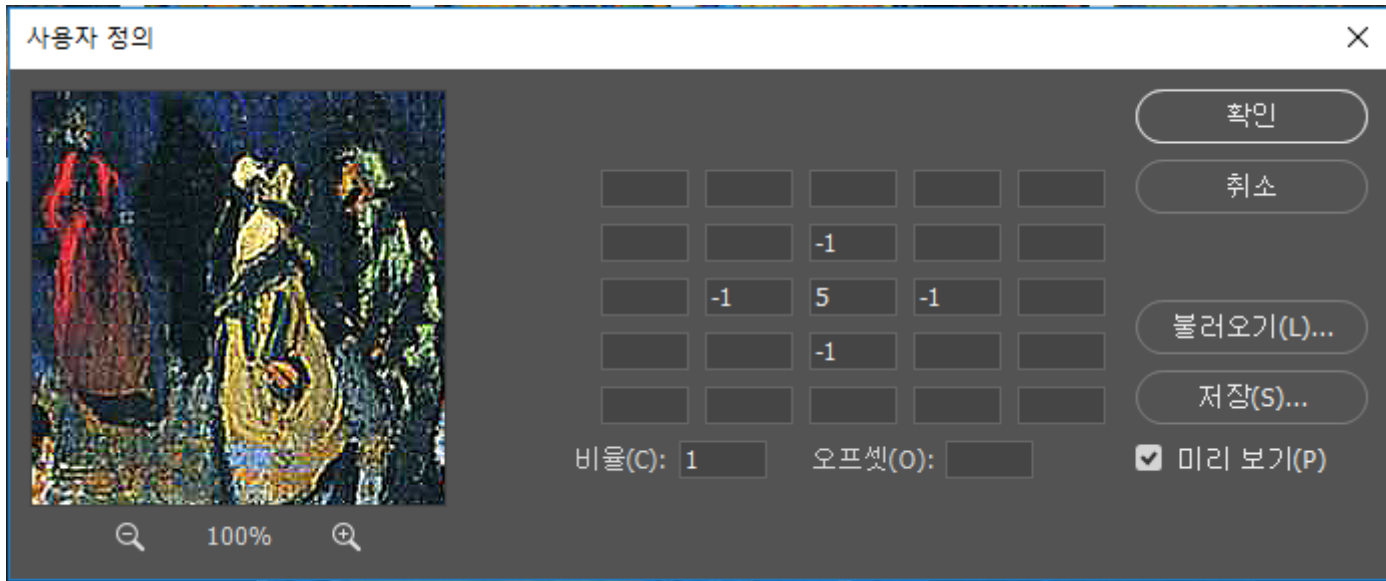 사용자 정의
확인
취소
-1
-1 5 -1
불러오기(L)...
-1
저장(S)...
비율(C): 1 오프셋(O):
미리 보기(P)
100%